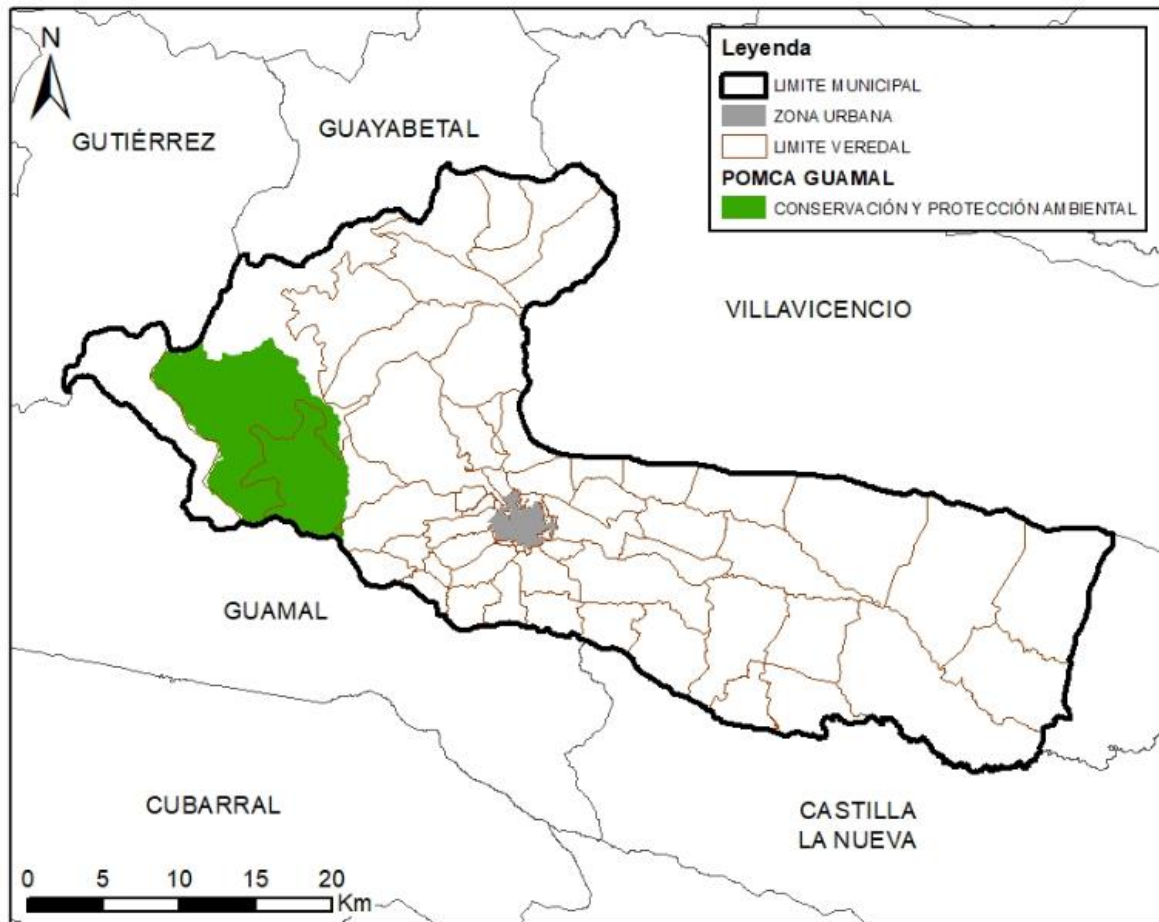 N
GUTIÉRREZ
GUAYABETAL
Leyenda
LIMITE MUNICIPAL
ZONA URBANA
LIMITE VEREDAL
POMCA GUAMAL
CONSERVACIÓN Y PROTECCIÓN AMBIENTAL
VILLAVICENCIO
GUAMAL
CUBARRAL
CASTILLA
LA NUEVA
0 5 10 15 20
Km